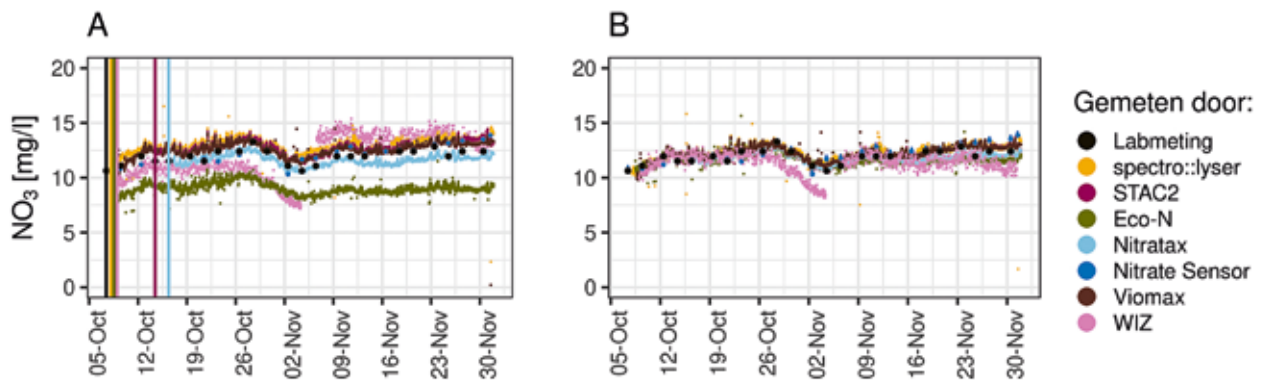 A
B
NO3 [mg/l]
20
15
10
5
0
05-Oct
12-Oct
19-Oct
26-Oct
02-Nov
09-Nov
16-Nov
23-Nov
30-Nov
20
15
10
5
0
05-Oct
12-Oct
19-Oct
26-Oct
02-Nov
09-Nov
16-Nov
23-Nov
30-Nov
Gemeten door:
Labmeting
spectro::lyser
STAC2
Eco-N
Nitratax
Nitrate Sensor
Viomax
WIZ